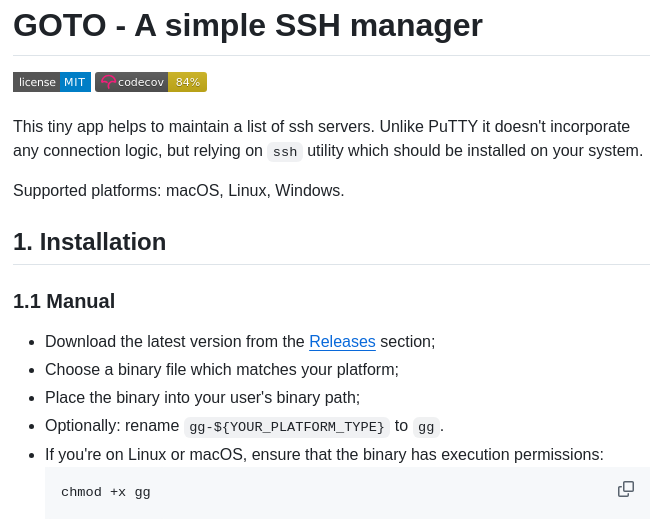 GOTO - A simple SSH manager
license MIT codecov 84%
This tiny app helps to maintain a list of ssh servers. Unlike PuTTY it doesn't incorporate
any connection logic, but relying on ssh utility which should be installed on your system.
Supported platforms: macOS, Linux, Windows.
1. Installation
1.1 Manual
• Download the latest version from the Releases section;
• Choose a binary file which matches your platform;
• Place the binary into your user's binary path;
• Optionally: rename gg-${YOUR_PLATFORM_TYPE} to gg.
• If you're on Linux or macOS, ensure that the binary has execution permissions:
chmod +x gg